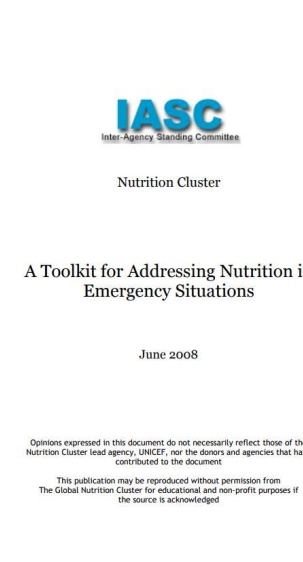 IASC
Inter-Agency Standing Committee
Nutrition Cluster
A Toolkit for Addressing Nutrition i
Emergency Situations
June 2008
Opinions expressed in this document do not necessarily reflect those of th
Nutrition Cluster lead agency, UNICEF, nor the donors and agencies that ha
contributed to the document
This publication may be reproduced without permission from
The Global Nutrition Cluster for educational and non-profit purposes if
the source is acknowledged